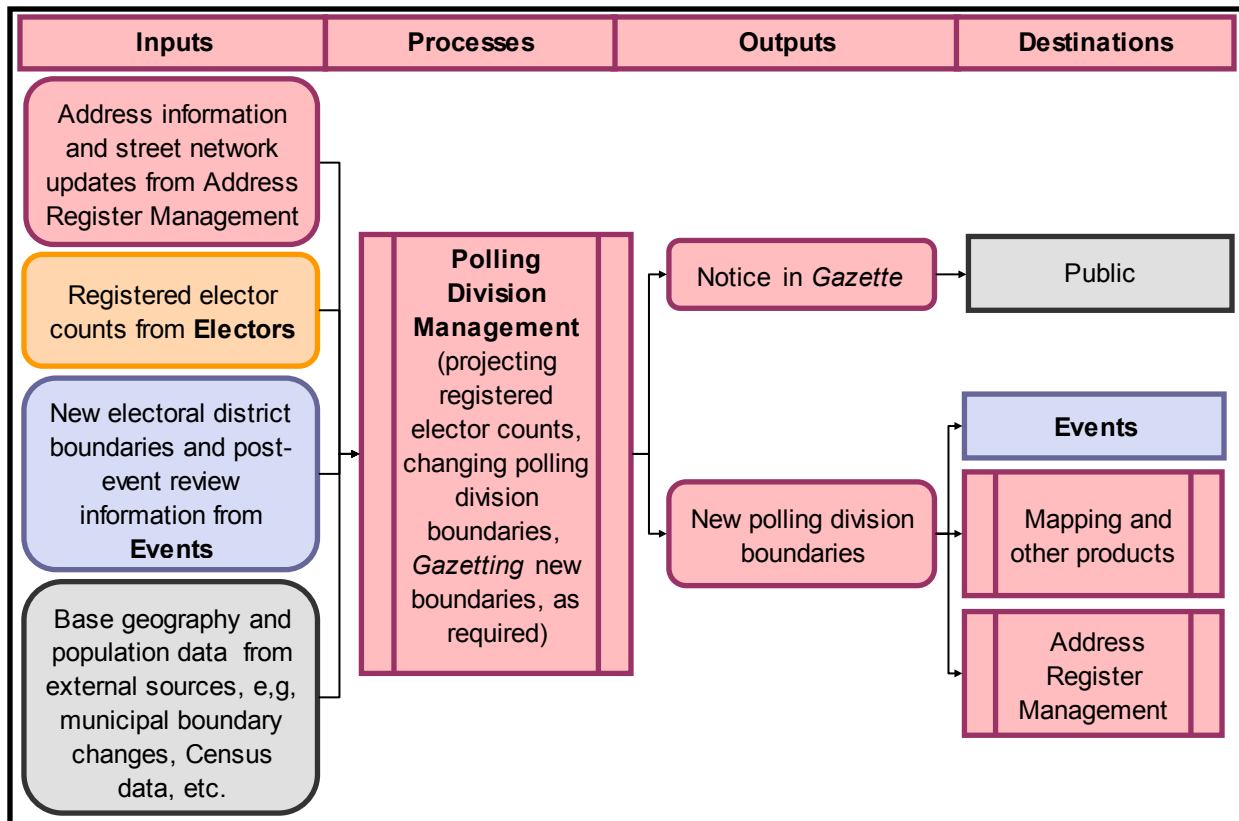 Inputs
Processes
Outputs
Destinations
Address information
and street network
updates from Address
Register Management
Registered elector
counts from Electors
New electoral district
boundaries and post-
event review
information from
Events
Base geography and
population data from
external sources, e,g,
municipal boundary
changes, Census
data, etc.
Polling
Division
Management
(projecting
registered
elector counts,
changing polling
division
boundaries,
Gazetting new
boundaries, as
required)
Notice in Gazette
New polling division
boundaries
Public
Events
Mapping and
other products
Address
Register
Management